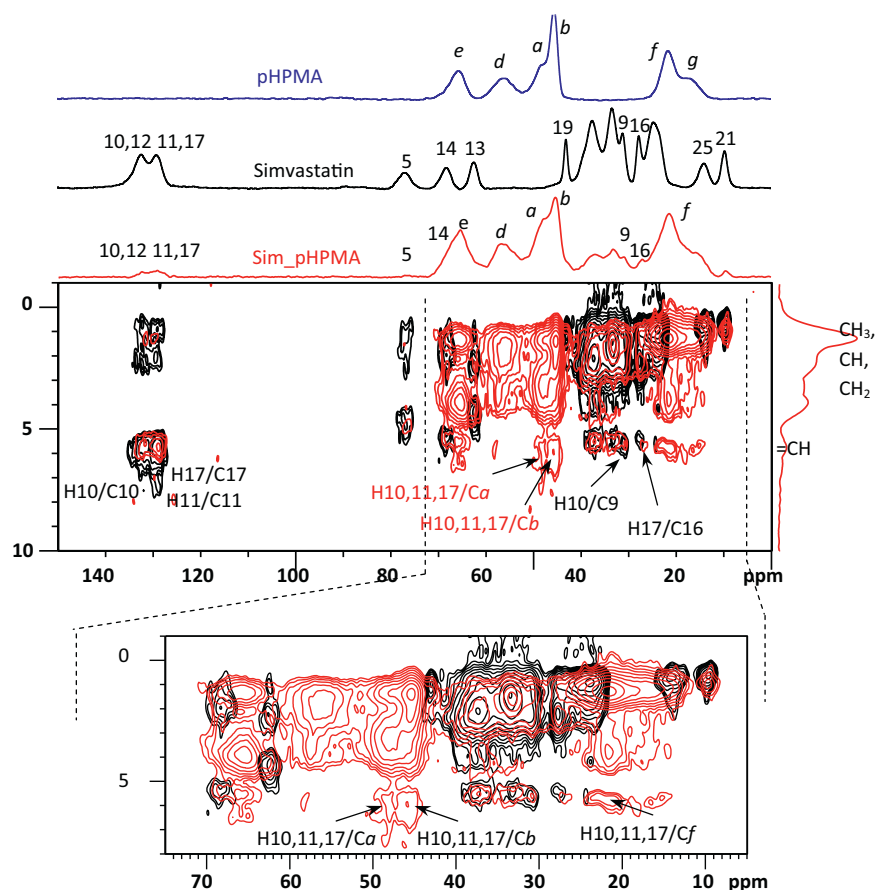 b
e d a f g
pHPMA
10,12 11,17 5 14 13 19 9 16 25 21
Simvastatin
10,12 11,17 5 14 e d a b 9 16 f
Sim_pHPMA
0
CH3,
CH,
CH2
5
=CH
H10/C10 H17/C17
H11/C11
H10,11,17/Ca
H10,11,17/Cb
H10/C9
H17/C16
10
140 120 100 80 60 40 20 ppm
0
5
H10,11,17/Ca H10,11,17/Cb H10,11,17/Cf
70 60 50 40 30 20 10 ppm